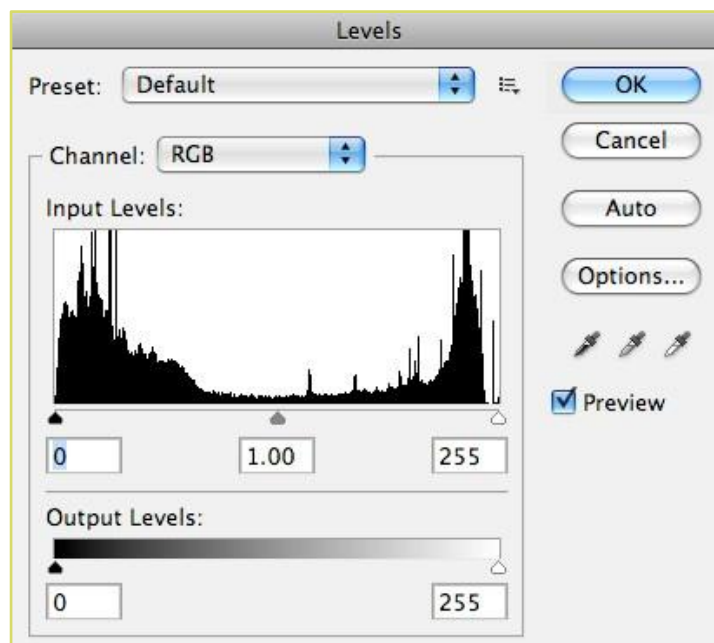 Levels
Preset: Default
OK
Channel: RGB
Cancel
Input Levels:
Auto
Options...
Preview
0 1.00 255
Output Levels:
0 255